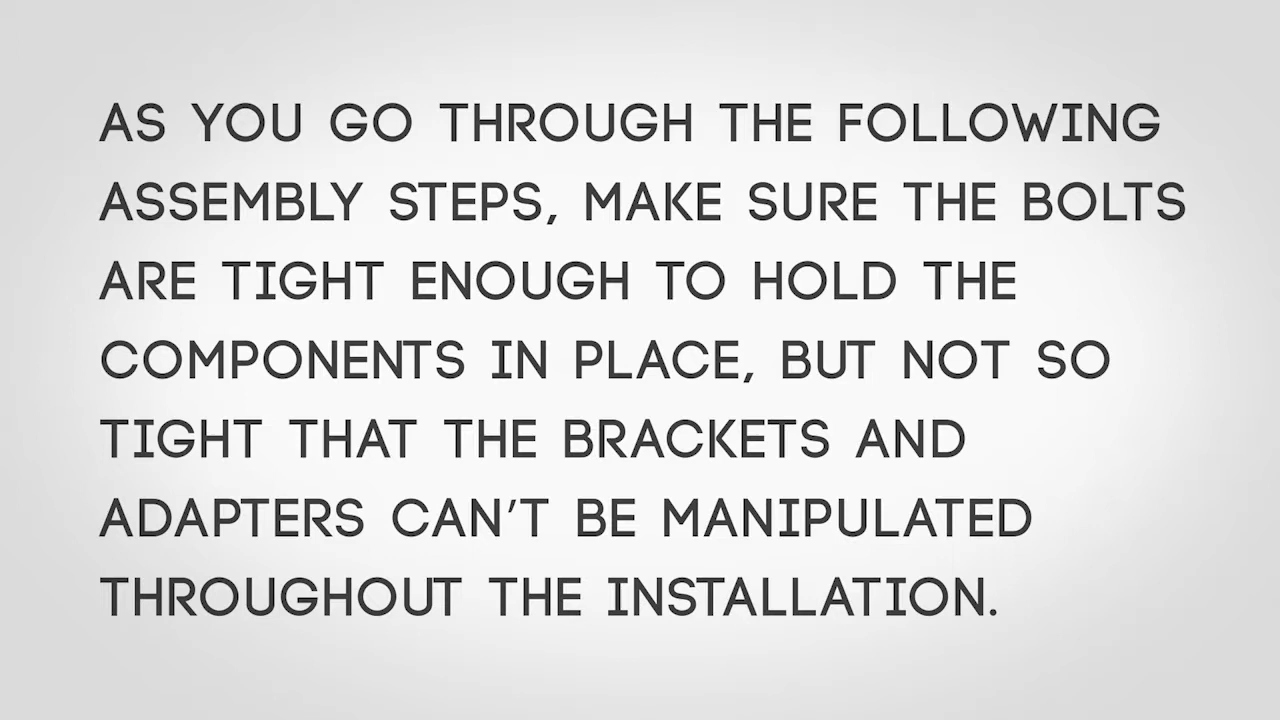 AS YOU GO THROUGH THE FOLLOWING
ASSEMBLY STEPS, MAKE SURE THE BOLTS
ARE TIGHT ENOUGH TO HOLD THE
COMPONENTS IN PLACE, BUT NOT SO
TIGHT THAT THE BRACKETS AND
ADAPTERS CAN’T BE MANIPULATED
THROUGHOUT THE INSTALLATION.